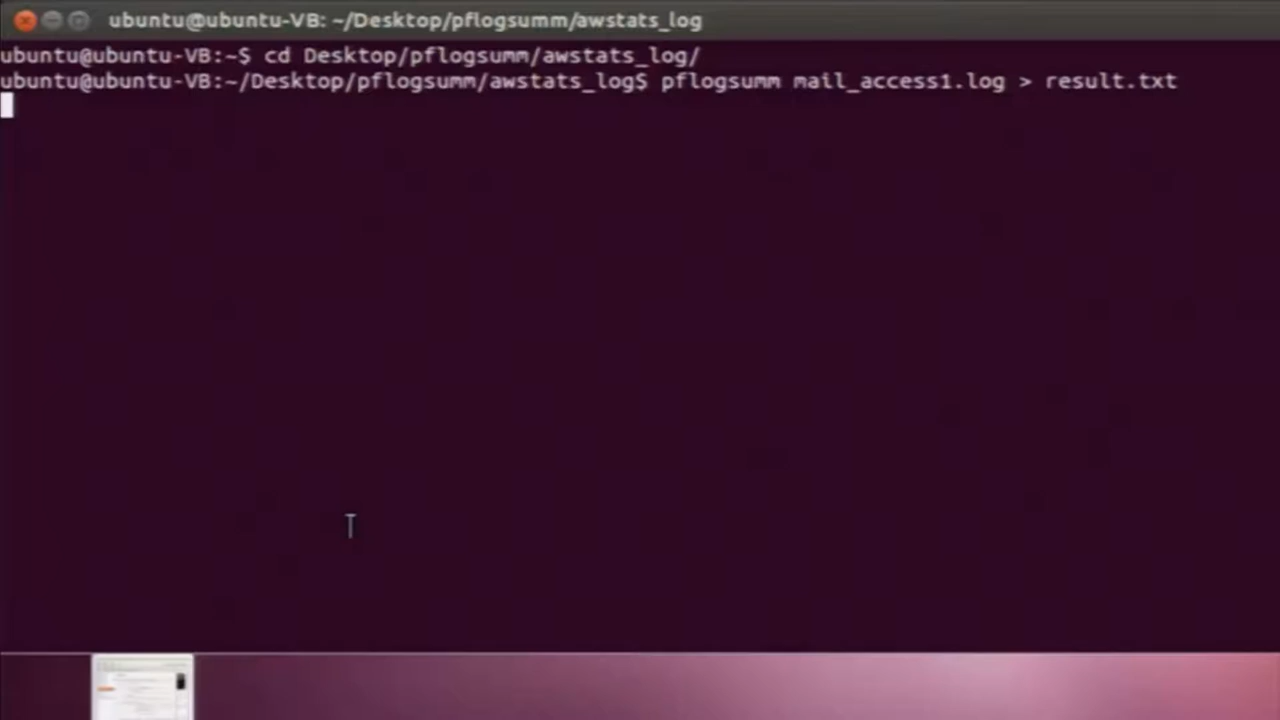 ubuntu@ubuntu-VB: ~/Desktop/pflogsumm/awstats_log
ubuntu@ubuntu-VB:~$ cd Desktop/pflogsumm/awstats_log/
ubuntu@ubuntu-VB:~/Desktop/pflogsumm/awstats_log$ pflogsumm mail_access1.log > result.txt